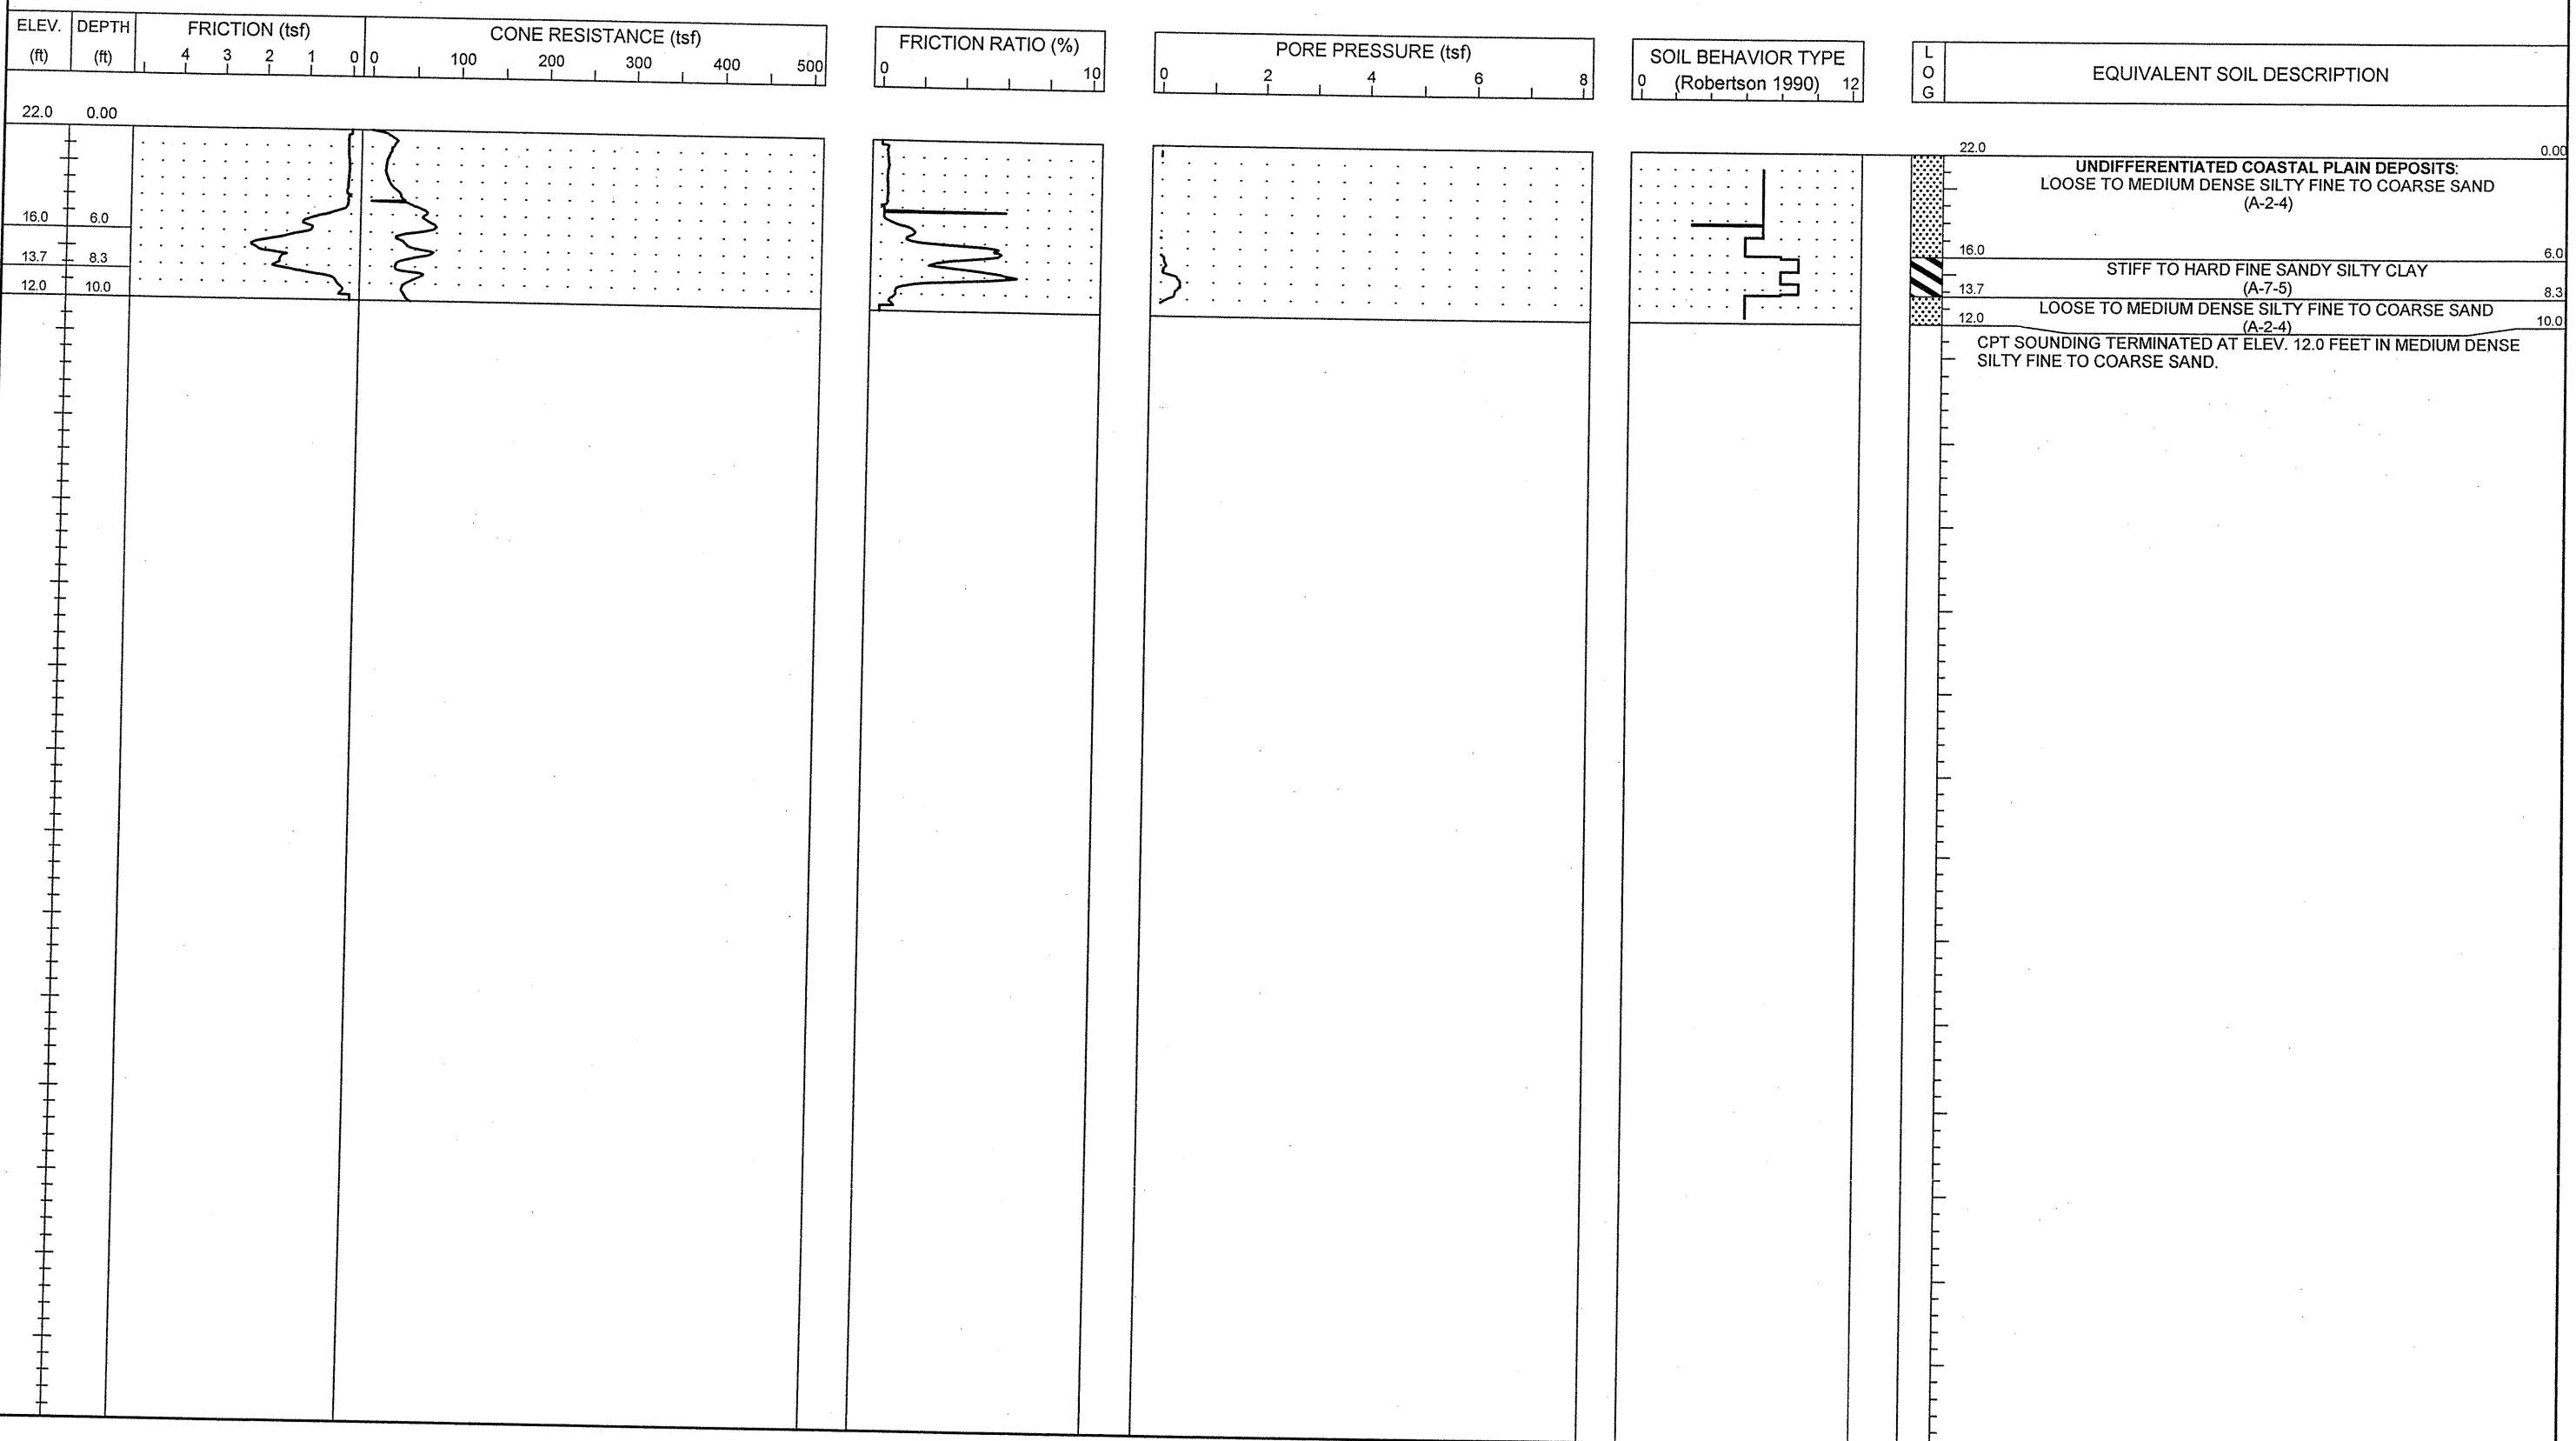 ELEV. DEPTH FRICTION (tsf) CONE RESISTANCE (tsf) FRICTION RATIO (%) PORE PRESSURE (tsf) SOIL BEHAVIOR TYPE L
(ft) (ft) 4 3 2 1 0 0 100 200 300 400 500 0 10 0 2 4 6 8 0 (Robertson 1990) 12 O EQUIVALENT SOIL DESCRIPTION
G
22.0 0.00
22.0 0.00
UNDIFFERENTIATED COASTAL PLAIN DEPOSITS:
LOOSE TO MEDIUM DENSE SILTY FINE TO COARSE SAND
(A-2-4)
16.0 6.0
16.0 6.0
STIFF TO HARD FINE SANDY SILTY CLAY
(A-7-5)
13.7 8.3
13.7 8.3
LOOSE TO MEDIUM DENSE SILTY FINE TO COARSE SAND
(A-2-4)
12.0 10.0
12.0 10.0
CPT SOUNDING TERMINATED AT ELEV. 12.0 FEET IN MEDIUM DENSE
SILTY FINE TO COARSE SAND.